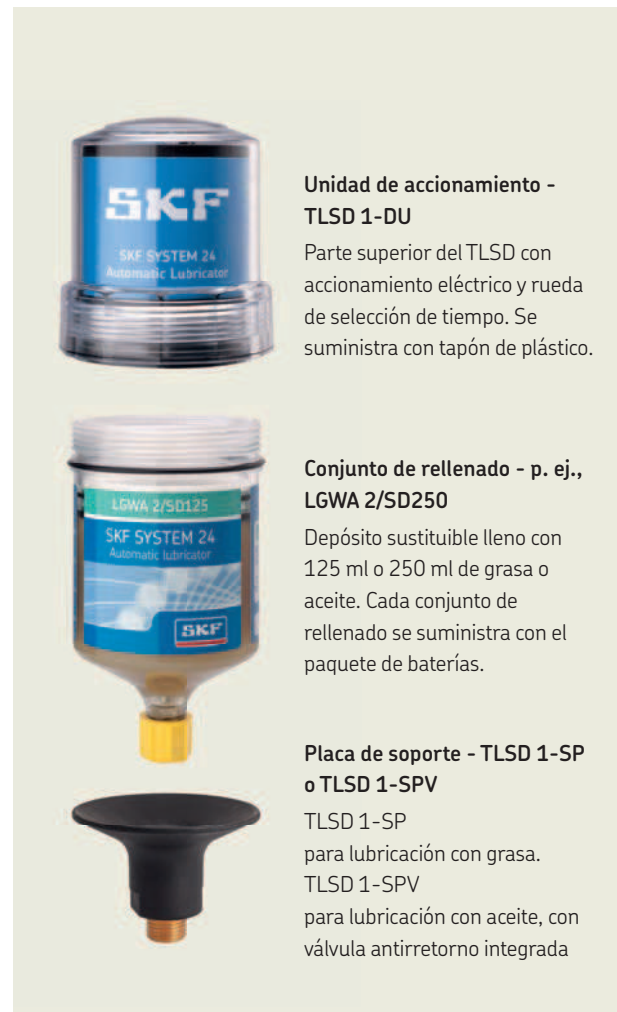 SKF
SKF SYSTEM 24
Automatic Lubricator
Unidad de accionamiento -
TLSD 1-DU
Parte superior del TLSD con
accionamiento eléctrico y rueda
de selección de tiempo. Se
suministra con tapón de plástico.
LGWA 2/SD125
SKF SYSTEM 24
Automatic lubricator
SKF
Conjunto de rellenado - p. ej.,
LGWA 2/SD250
Depósito sustituible lleno con
125 ml o 250 ml de grasa o
aceite. Cada conjunto de
rellenado se suministra con el
paquete de baterías.
Placa de soporte - TLSD 1-SP
o TLSD 1-SPV
TLSD 1-SP
para lubricación con grasa.
TLSD 1-SPV
para lubricación con aceite, con
válvula antirretorno integrada